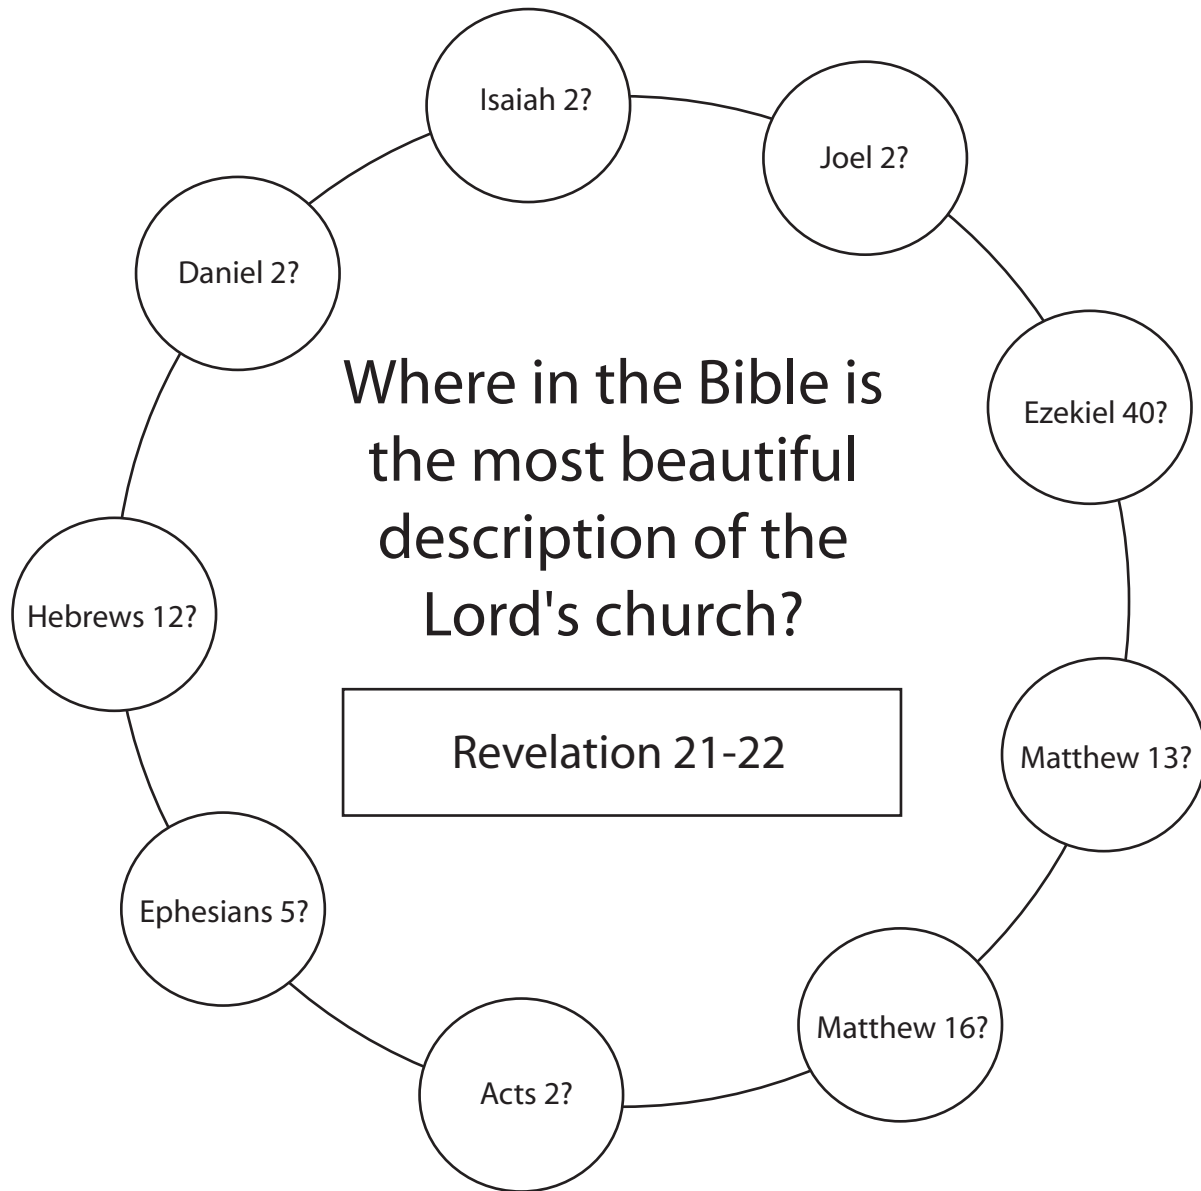 Isaiah 2?
Joel 2?
Daniel 2?
Ezekiel 40?
Where in the Bible is
the most beautiful
description of the
Lord's church?
Hebrews 12?
Revelation 21-22
Matthew 13?
Ephesians 5?
Matthew 16?
Acts 2?